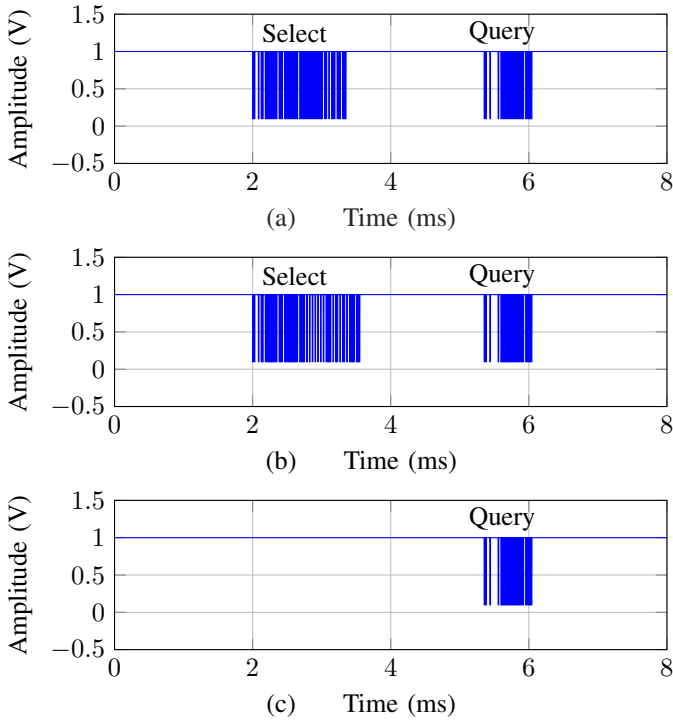 Select Query
Amplitude (V)
1.5
1
0.5
0
−0.5
0 2 4 6 8
(a) Time (ms)
Select Query
Amplitude (V)
1.5
1
0.5
0
−0.5
0 2 4 6 8
(b) Time (ms)
Query
Amplitude (V)
1.5
1
0.5
0
−0.5
0 2 4 6 8
(c) Time (ms)